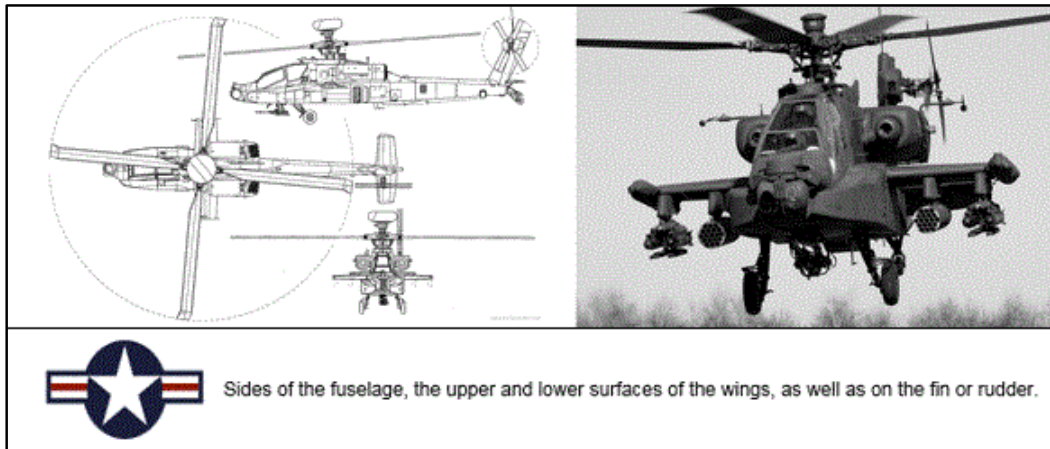 Sides of the fuselage, the upper and lower surfaces of the wings, as well as on the fin or rudder.